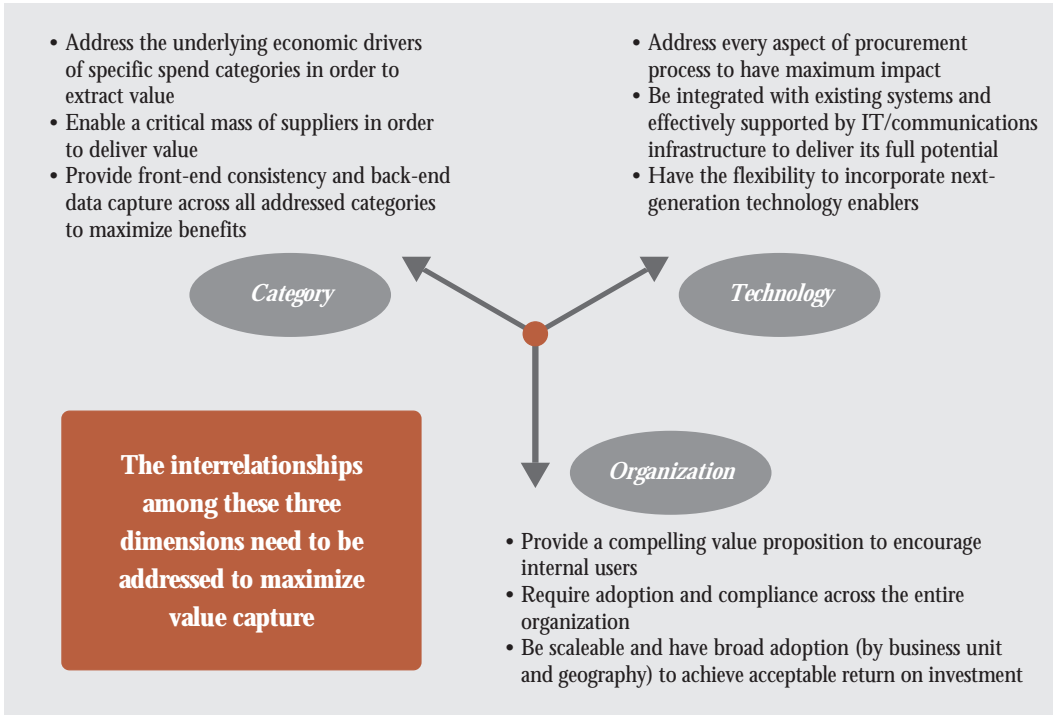 • Address the underlying economic drivers
of specific spend categories in order to
extract value
• Enable a critical mass of suppliers in order
to deliver value
• Provide front-end consistency and back-end
data capture across all addressed categories
to maximize benefits
Category
• Address every aspect of procurement
process to have maximum impact
• Be integrated with existing systems and
effectively supported by IT/communications
infrastructure to deliver its full potential
• Have the flexibility to incorporate next-
generation technology enablers
Technology
The interrelationships
among these three
dimensions need to be
addressed to maximize
value capture
Organization
• Provide a compelling value proposition to encourage
internal users
• Require adoption and compliance across the entire
organization
• Be scaleable and have broad adoption (by business unit
and geography) to achieve acceptable return on investment